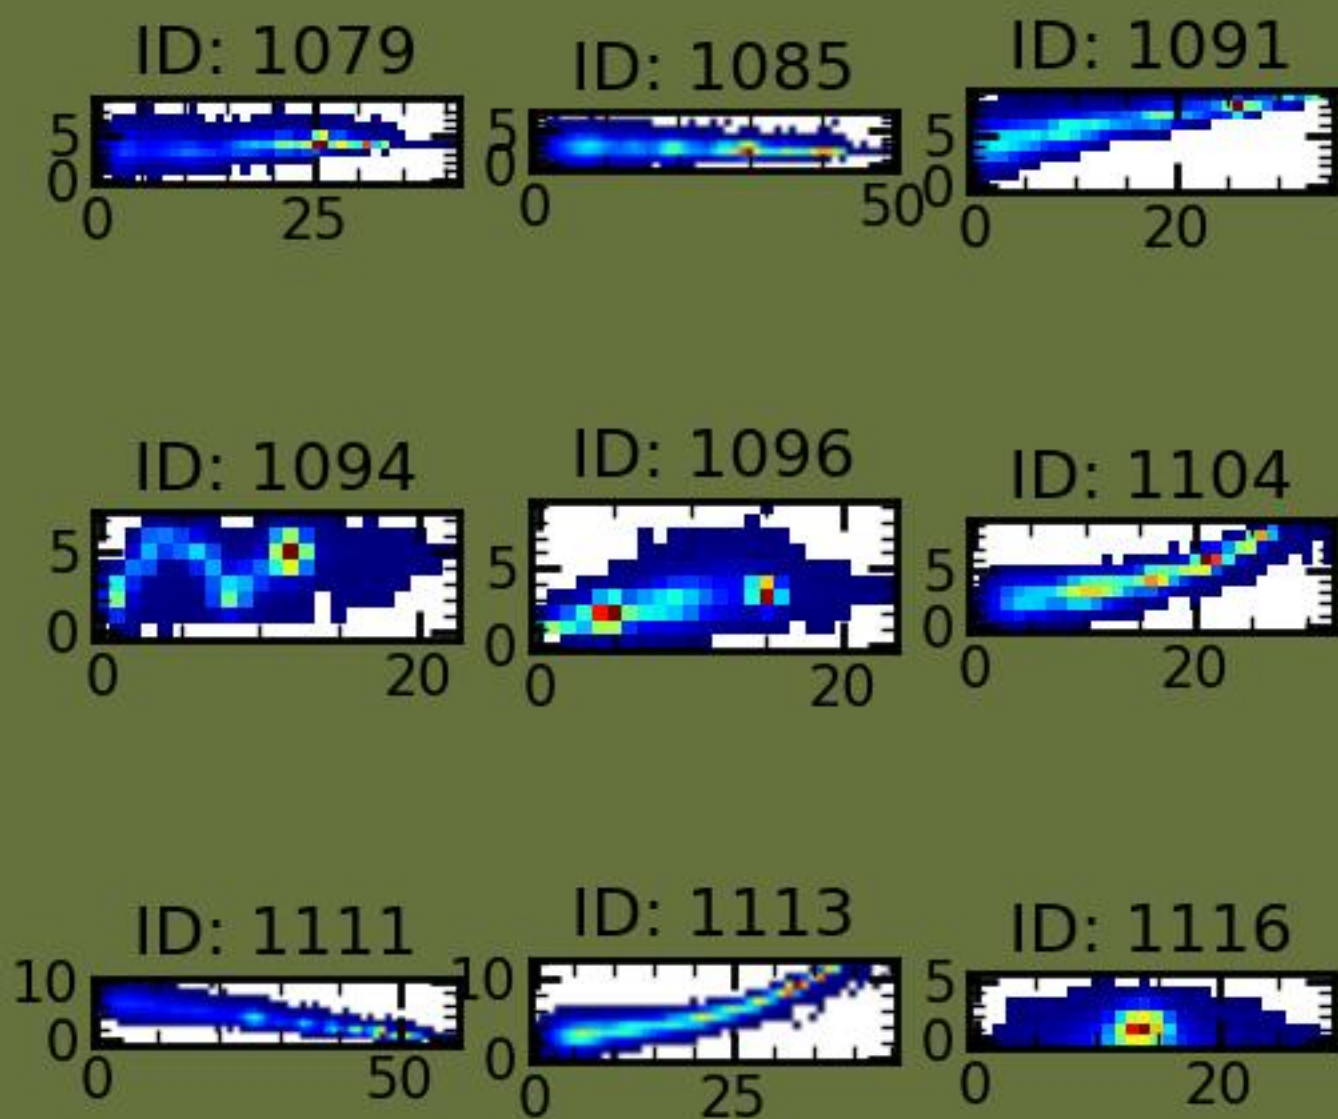 ID: 1079 ID: 1085 ID: 1091
5 5 5
0 0 0
0 25 0 50 0 20
ID: 1094 ID: 1096 ID: 1104
5 5 5
0 0 0
0 20 0 20 0 20
ID: 1111 ID: 1113 ID: 1116
10 10 5
0 0 0
0 50 0 25 0 20